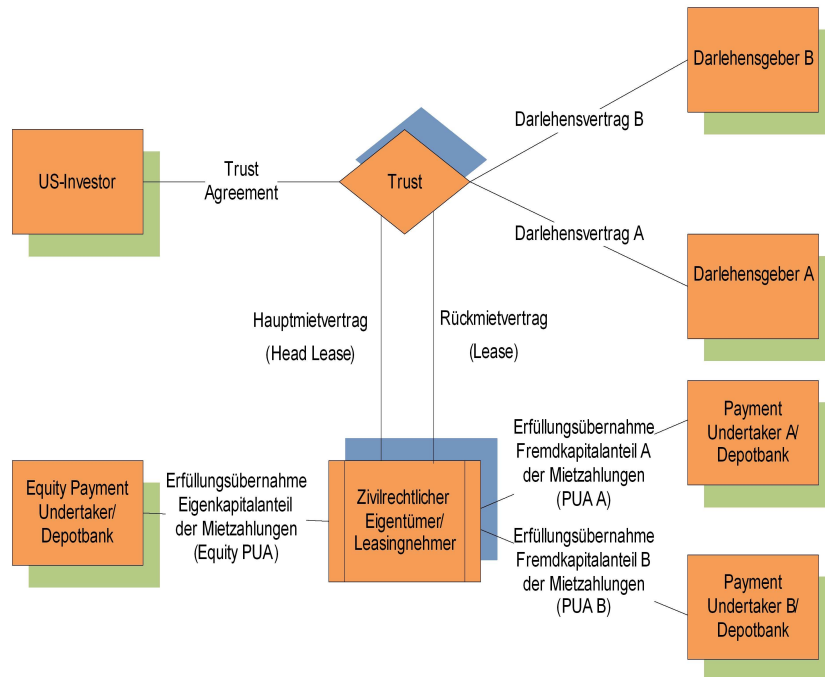 Darlehensgeber B
Darlehensvertrag B
US-Investor
Trust
Agreement
Trust
Darlehensvertrag A
Darlehensgeber A
Hauptmietvertrag
(Head Lease)
Rückmietvertrag
(Lease)
Erfüllungsübernahme
Fremdkapitalanteil A
der Mietzahlungen
(PUA A)
Payment
Undertaker A/
Depotbank
Equity Payment
Undertaker/
Depotbank
Erfüllungsübernahme
Eigenkapitalanteil
der Mietzahlungen
(Equity PUA)
Zivilrechtlicher
Eigentümer/
Leasingnehmer
Erfüllungsübernahme
Fremdkapitalanteil B
der Mietzahlungen
(PUA B)
Payment
Undertaker B/
Depotbank